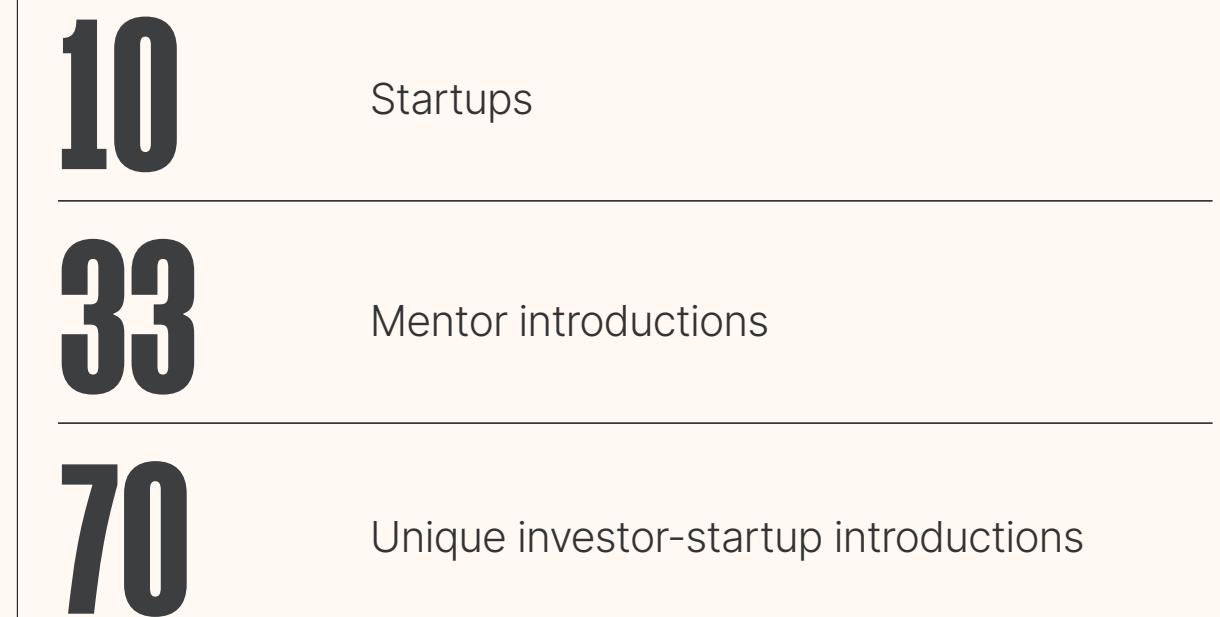 10 Startups
33 Mentor introductions
70 Unique investor-startup introductions